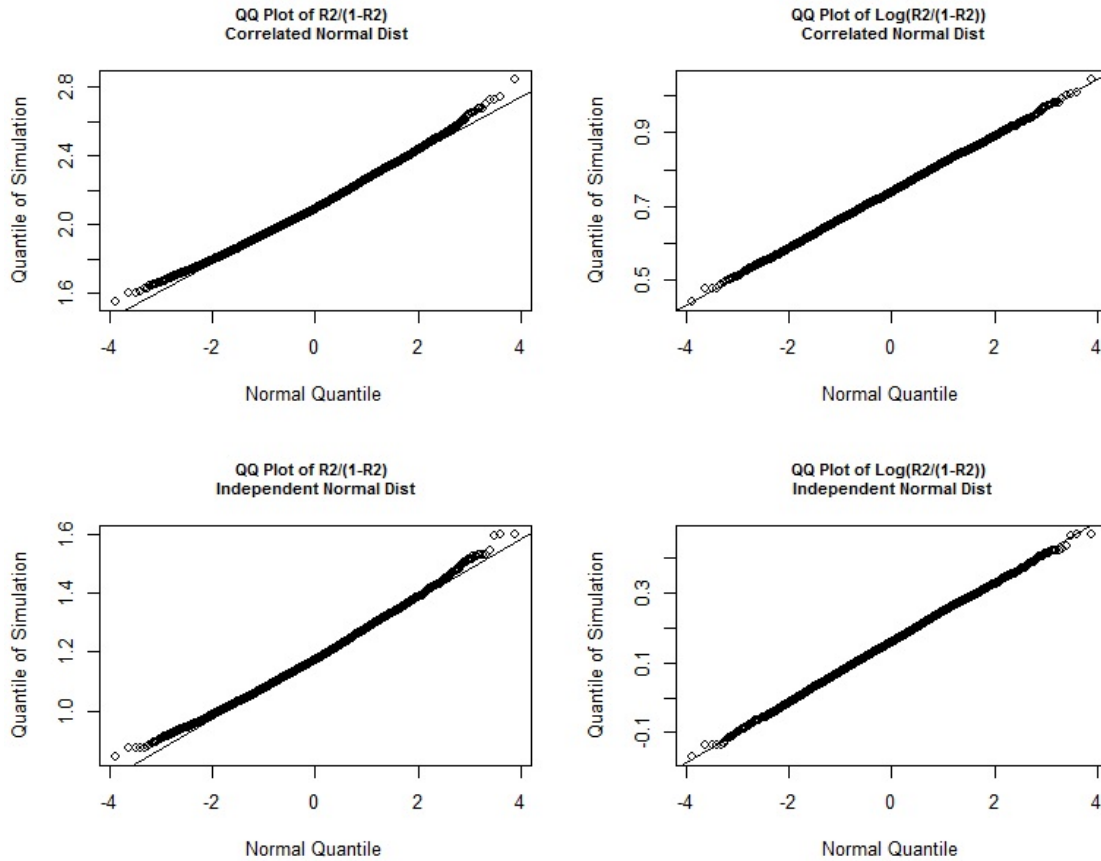 QQ Plot of R2/(1-R2)
Correlated Normal Dist
Quantile of Simulation
2.8
2.4
2.0
1.6
-4 -2 0 2 4
Normal Quantile
QQ Plot of Log(R2/(1-R2))
Correlated Normal Dist
Quantile of Simulation
0.9
0.7
0.5
-4 -2 0 2 4
Normal Quantile
QQ Plot of R2/(1-R2)
Independent Normal Dist
Quantile of Simulation
1.6
1.4
1.2
1.0
-4 -2 0 2 4
Normal Quantile
QQ Plot of Log(R2/(1-R2))
Independent Normal Dist
Quantile of Simulation
0.3
0.1
-0.1
-4 -2 0 2 4
Normal Quantile